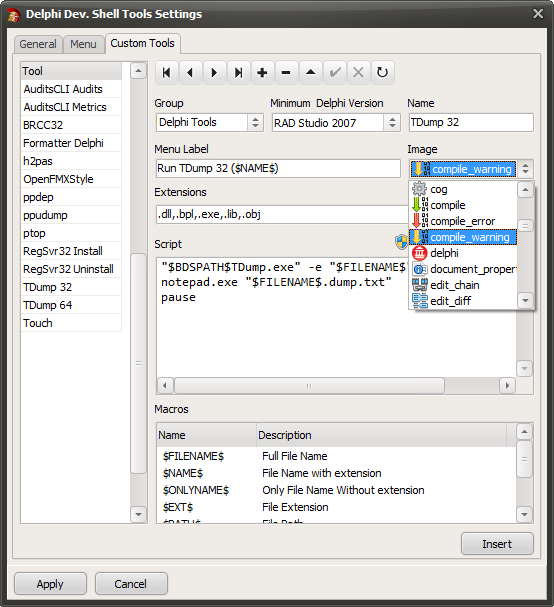 Delphi Dev. Shell Tools Settings
General Menu Custom Tools
Tool
AuditsCLI Audits
AuditsCLI Metrics
BRCC32
Formatter Delphi
h2pas
OpenFMXStyle
ppdep
ppudump
ptop
RegSvr32 Install
RegSvr32 Uninstall
TDump 32
TDump 64
Touch
Group Minimum Delphi Version Name
Delphi Tools RAD Studio 2007 TDump 32
Menu Label Image
Run TDump 32 ($NAME$) compile_warning
cog
compile
compile_error
compile_warning
delphi
document_propert
edit_chain
edit_diff
Extensions
.dll,.bpl,.exe,.lib,.obj
Script
"$BDSPATH$TDump.exe" -e "$FILENAME$
notepad.exe "$FILENAME$.dump.txt"
pause
Macros
Name Description
$FILENAME$ Full File Name
$NAME$ File Name with extension
$ONLYNAME$ Only File Name Without extension
$EXT$ File Extension
$PATH$ File Path
Insert
Apply Cancel